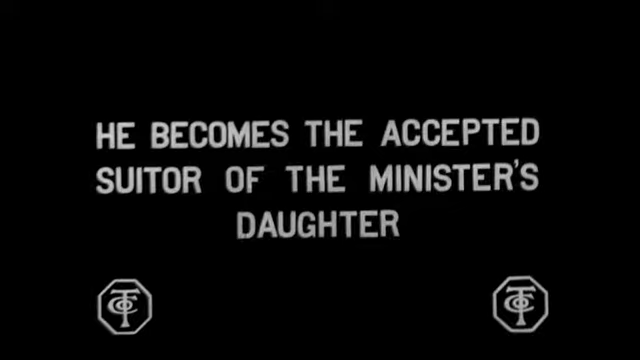 HE BECOMES THE ACCEPTED
SUITOR OF THE MINISTER'S
DAUGHTER